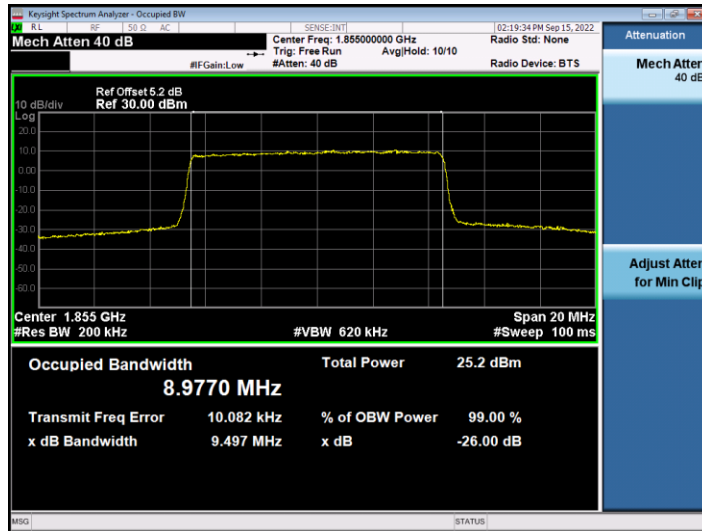 Keysight Spectrum Analyzer - Occupied BW
LXI RL RF 50 Ω AC SENSE:INT 02:19:34 PM Sep 15, 2022
Mech Atten 40 dB
Center Freq: 1.855000000 GHz
Radio Std: None
Trig: Free Run Avg|Hold: 10/10
#IFGain:Low #Atten: 40 dB Radio Device: BTS
Ref Offset 5.2 dB
10 dB/div Ref 30.00 dBm
Log
20.0
10.0
0.00
-10.0
-20.0
-30.0
-40.0
-50.0
-60.0
Center 1.855 GHz Span 20 MHz
#Res BW 200 kHz #VBW 620 kHz #Sweep 100 ms
Occupied Bandwidth Total Power 25.2 dBm
8.9770 MHz
Transmit Freq Error 10.082 kHz % of OBW Power 99.00 %
x dB Bandwidth 9.497 MHz x dB -26.00 dB
MSG STATUS
Attenuation
Mech Atten
40 dB
Adjust Atten
for Min Clip